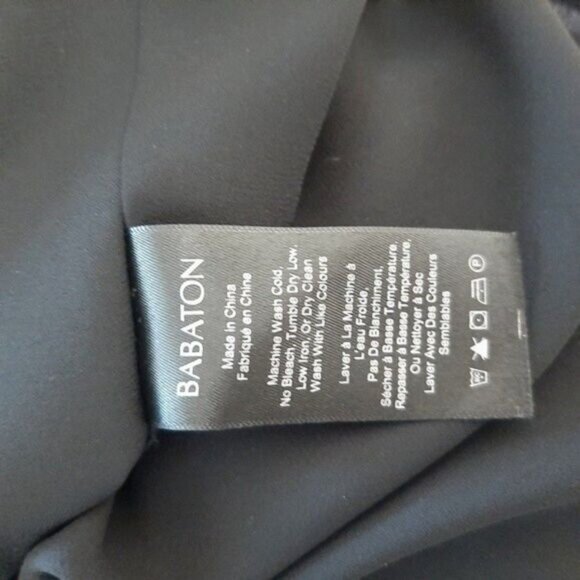 BABATON
Made in China
Fabriqué en Chine
Machine Wash Cold,
No Bleach, Tumble Dry Low,
Low Iron, Or Dry Clean
Wash With Like Colours
Laver à La Machine à
L'eau Froide,
Pas De Blanchiment,
Sécher à Basse Température,
Repasser à Basse Température,
Ou Nettoyer à Sec
Laver Avec Des Couleurs
Semblables